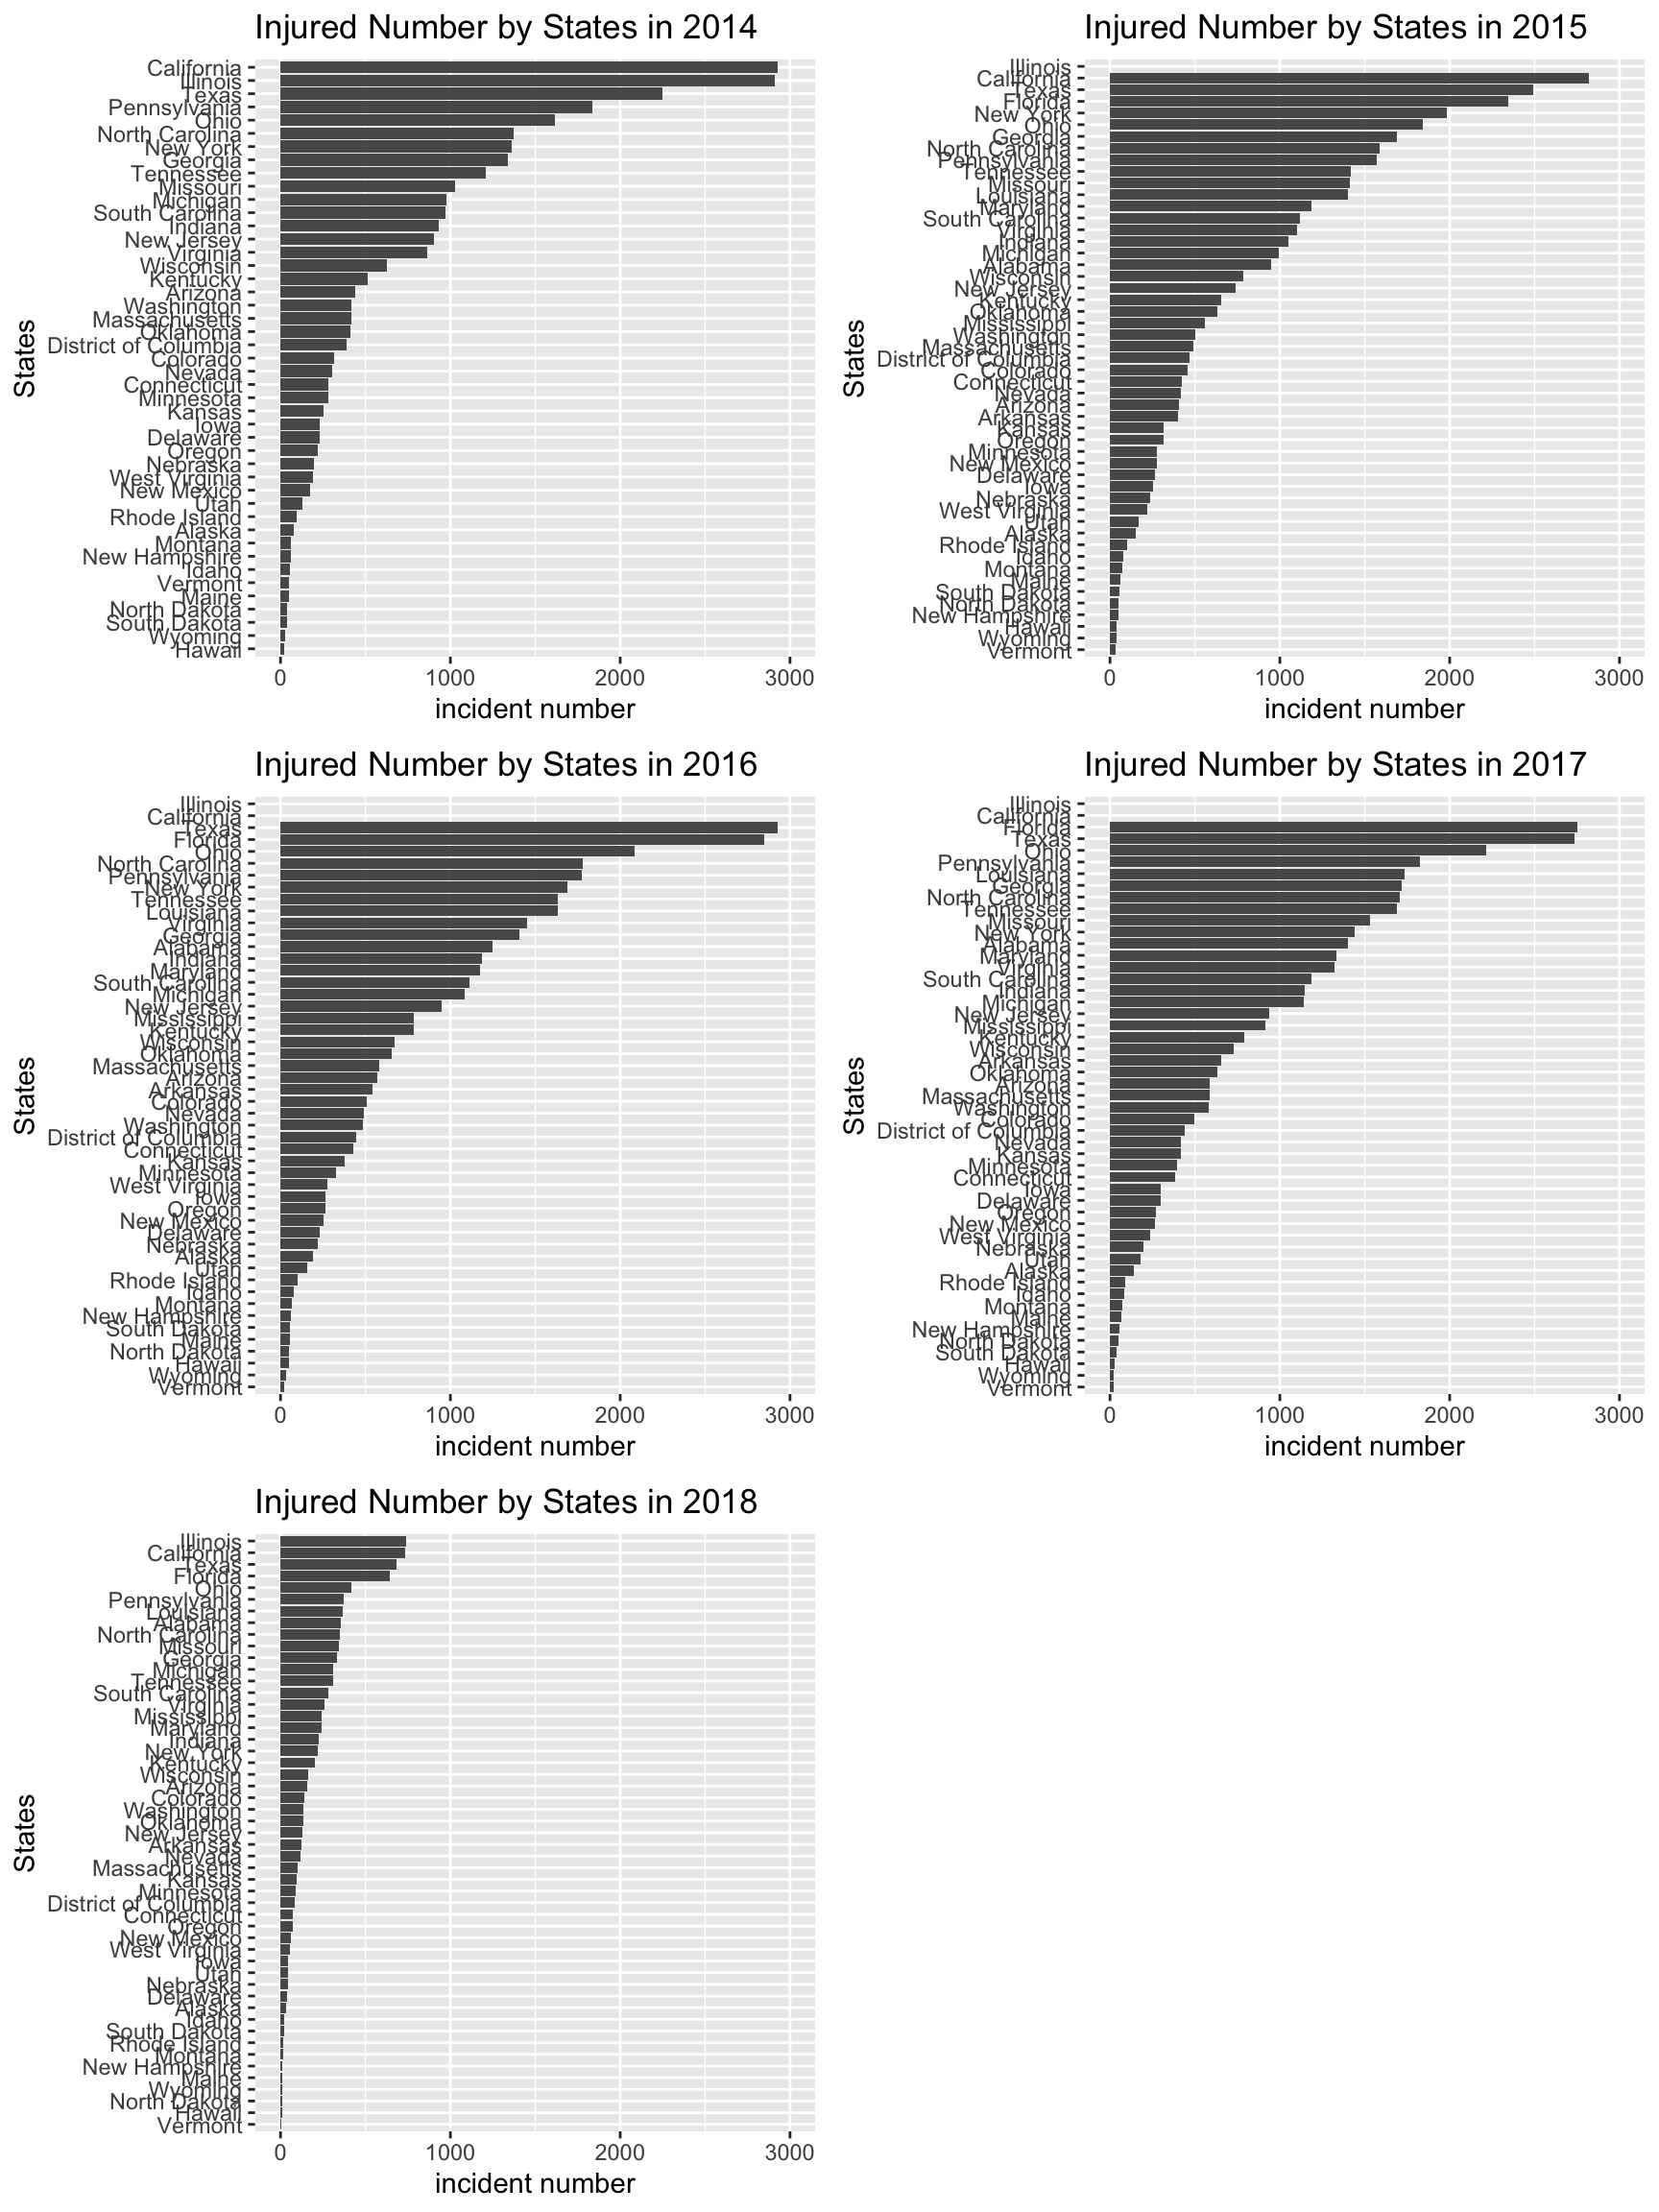 Injured Number by States in 2014
States
California
Illinois
Texas
Pennsylvania
Ohio
North Carolina
New York
Georgia
Tennessee
Missouri
Michigan
South Carolina
Indiana
New Jersey
Virginia
Wisconsin
Kentucky
Arizona
Washington
Massachusetts
Oklahoma
District of Columbia
Colorado
Nevada
Connecticut
Minnesota
Kansas
Iowa
Delaware
Oregon
Nebraska
West Virginia
New Mexico
Utah
Rhode Island
Alaska
Montana
New Hampshire
Idaho
Vermont
Maine
North Dakota
South Dakota
Wyoming
Hawaii
0 1000 2000 3000
incident number
Injured Number by States in 2015
States
Illinois
California
Texas
Florida
New York
Ohio
Georgia
North Carolina
Pennsylvania
Tennessee
Missouri
Louisiana
Maryland
South Carolina
Virginia
Indiana
Michigan
Alabama
Wisconsin
New Jersey
Kentucky
Oklahoma
Mississippi
Washington
Massachusetts
District of Columbia
Colorado
Connecticut
Nevada
Arizona
Arkansas
Kansas
Oregon
Minnesota
New Mexico
Delaware
Iowa
Nebraska
West Virginia
Utah
Alaska
Rhode Island
Idaho
Montana
Maine
South Dakota
North Dakota
New Hampshire
Hawaii
Wyoming
Vermont
0 1000 2000 3000
incident number
Injured Number by States in 2016
States
Illinois
California
Texas
Florida
Ohio
North Carolina
Pennsylvania
New York
Tennessee
Louisiana
Virginia
Georgia
Alabama
Indiana
Maryland
South Carolina
Michigan
New Jersey
Mississippi
Kentucky
Wisconsin
Oklahoma
Massachusetts
Arizona
Arkansas
Colorado
Nevada
Washington
District of Columbia
Connecticut
Kansas
Minnesota
West Virginia
Iowa
Oregon
New Mexico
Delaware
Nebraska
Alaska
Utah
Rhode Island
Idaho
Montana
New Hampshire
South Dakota
Maine
North Dakota
Hawaii
Wyoming
Vermont
0 1000 2000 3000
incident number
Injured Number by States in 2017
States
Illinois
California
Florida
Texas
Ohio
Pennsylvania
Louisiana
Georgia
North Carolina
Tennessee
Missouri
New York
Alabama
Maryland
Virginia
South Carolina
Indiana
Michigan
New Jersey
Mississippi
Kentucky
Wisconsin
Arkansas
Oklahoma
Arizona
Massachusetts
Washington
Colorado
District of Columbia
Nevada
Kansas
Minnesota
Connecticut
Iowa
Delaware
Oregon
New Mexico
West Virginia
Nebraska
Utah
Alaska
Rhode Island
Idaho
Montana
Maine
New Hampshire
North Dakota
South Dakota
Hawaii
Wyoming
Vermont
0 1000 2000 3000
incident number
Injured Number by States in 2018
States
Illinois
California
Texas
Florida
Ohio
Pennsylvania
Louisiana
Alabama
North Carolina
Missouri
Georgia
Michigan
Tennessee
South Carolina
Virginia
Mississippi
Maryland
Indiana
New York
Kentucky
Wisconsin
Arizona
Colorado
Washington
Oklahoma
New Jersey
Arkansas
Nevada
Massachusetts
Kansas
Minnesota
District of Columbia
Connecticut
Oregon
New Mexico
West Virginia
Iowa
Utah
Nebraska
Delaware
Alaska
Idaho
South Dakota
Rhode Island
Montana
New Hampshire
Maine
Wyoming
North Dakota
Hawaii
Vermont
0 1000 2000 3000
incident number